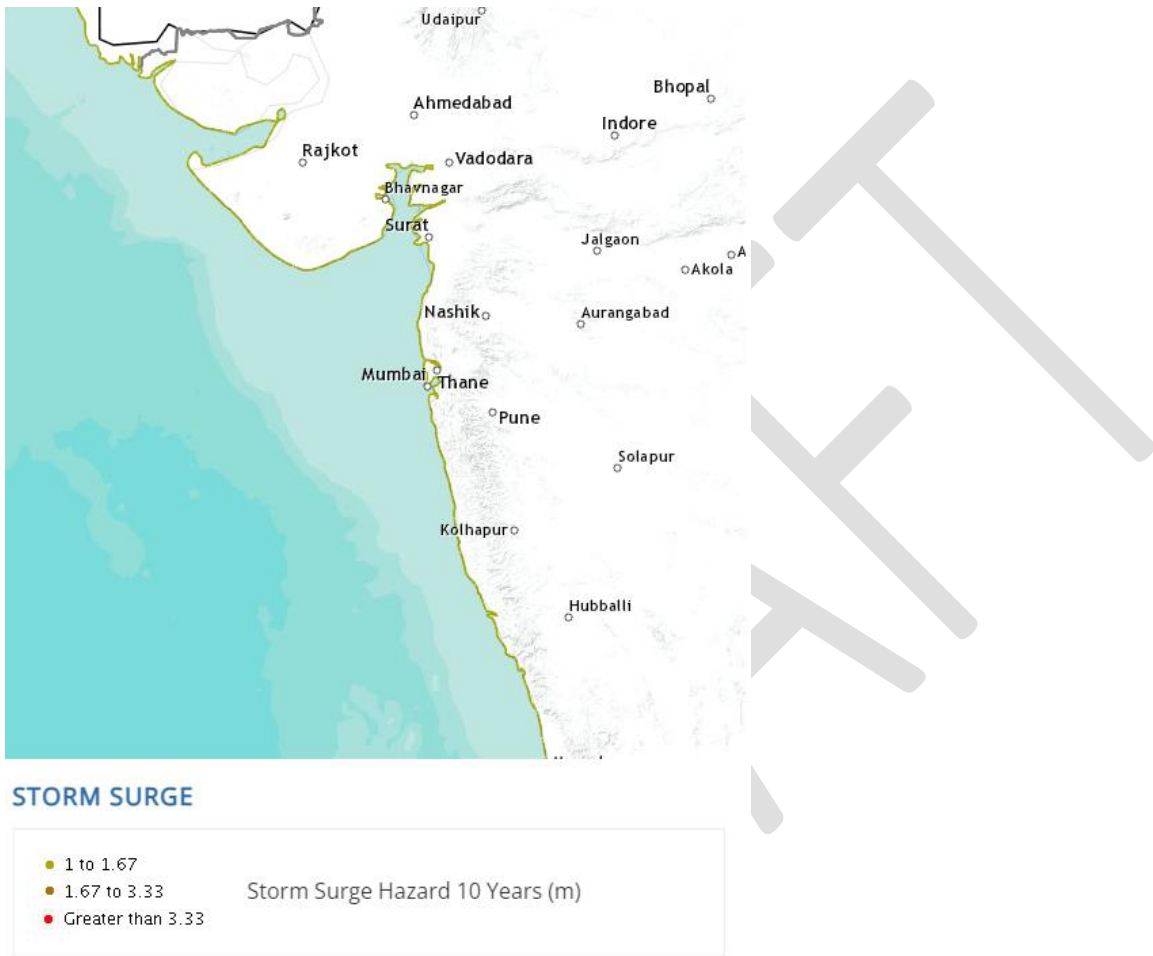 Udaipur
Bhopal
Ahmedabad
Indore
Rajkot
Vadodara
Bhavnagar
Surat
Jalgaon
A
Akola
Nashik
Aurangabad
Mumbai
Thane
Pune
Solapur
Kolhapur
Hubballi
STORM SURGE
1 to 1.67
1.67 to 3.33
Storm Surge Hazard 10 Years (m)
Greater than 3.33